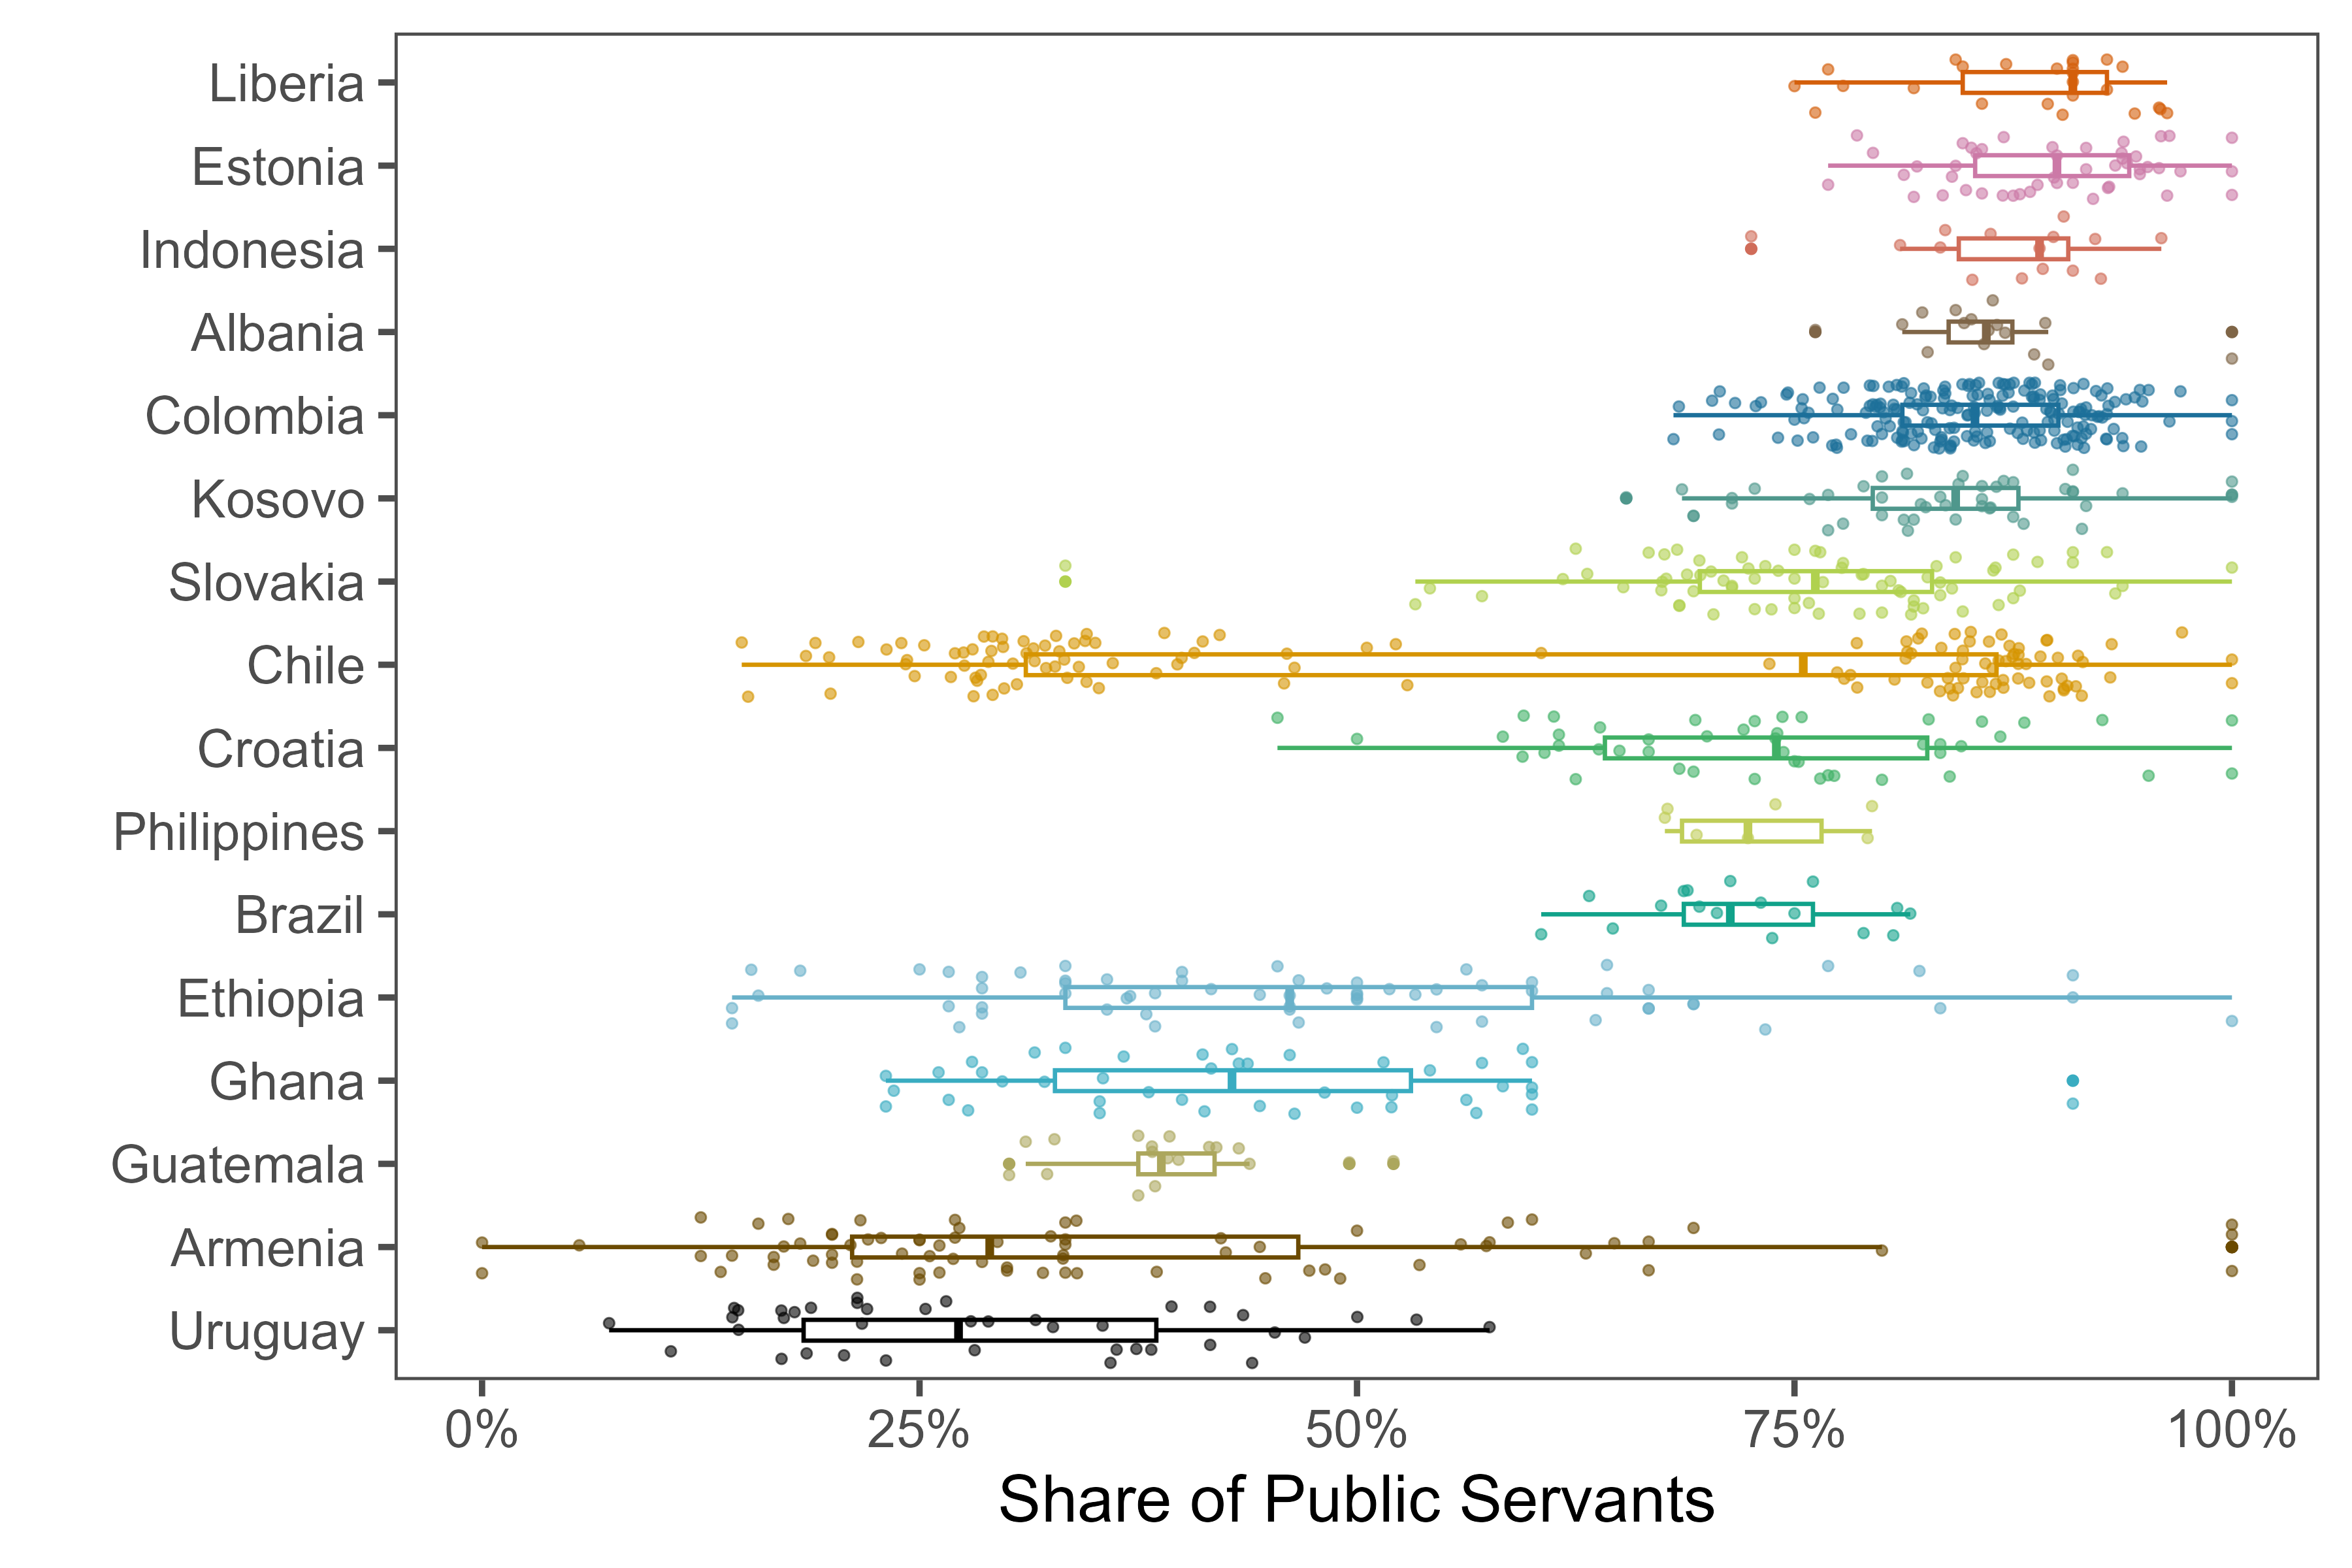 Liberia
Estonia
Indonesia
Albania
Colombia
Kosovo
Slovakia
Chile
Croatia
Philippines
Brazil
Ethiopia
Ghana
Guatemala
Armenia
Uruguay
0% 25% 50% 75% 100%
Share of Public Servants